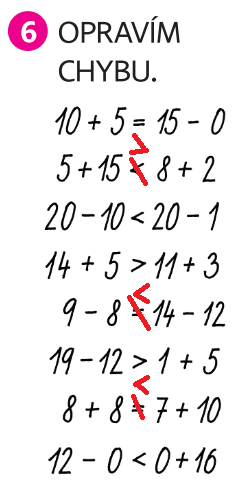 6 OPRAVÍM
CHYBU.
10 + 5 = 15 - 0
5 + 15 < 8 + 2
>
20 - 10 < 20 - 1
14 + 5 > 11 + 3
<
9 - 8 = 14 - 12
19 - 12 > 1 + 5
<
8 + 8 = 7 + 10
12 - 0 < 0 + 16